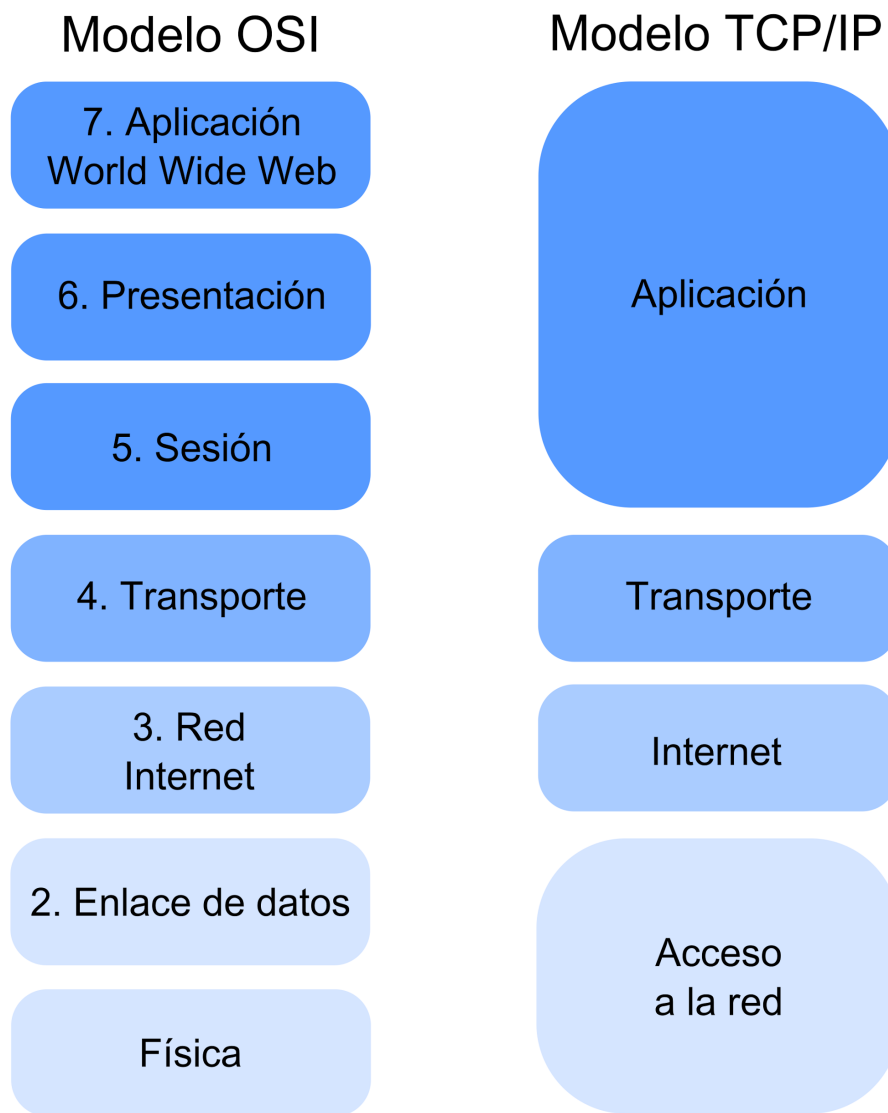 Modelo OSI
7. Aplicación
World Wide Web
6. Presentación
5. Sesión
4. Transporte
3. Red
Internet
2. Enlace de datos
Física
Modelo TCP/IP
Aplicación
Transporte
Internet
Acceso
a la red